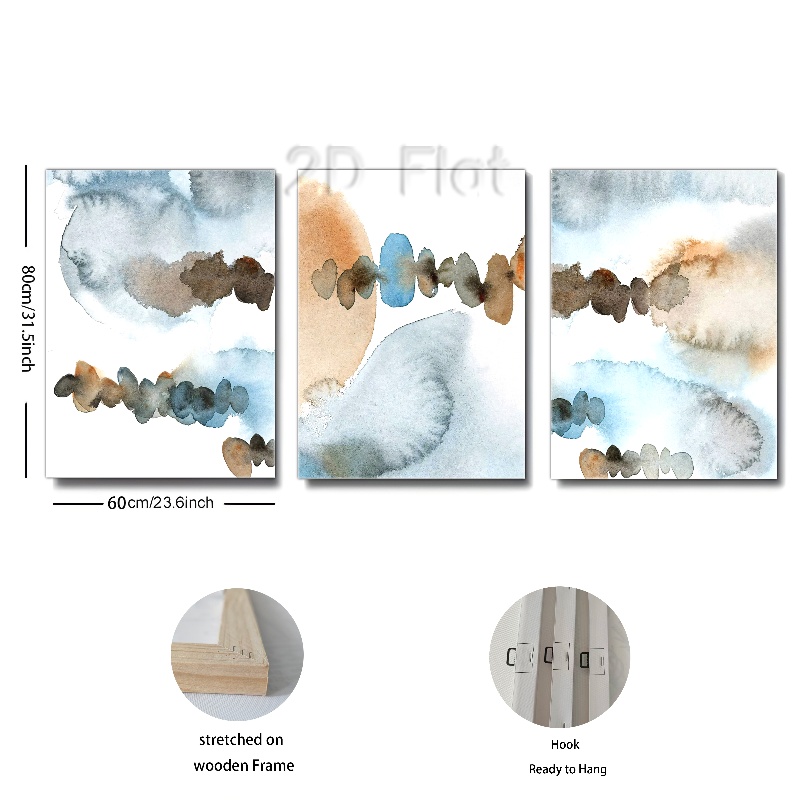 2D Flat
80cm/31.5inch
60cm/23.6inch
stretched on
wooden Frame
Hook
Ready to Hang